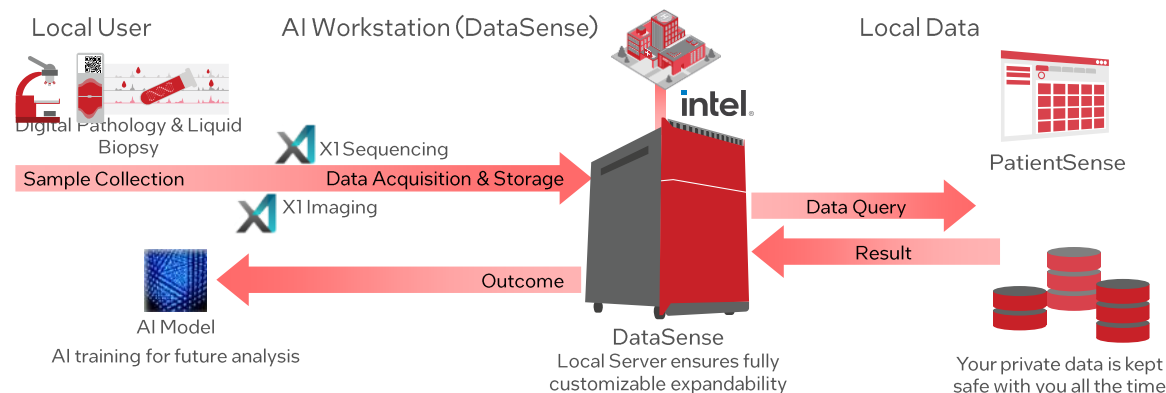 Local User
AI Workstation (DataSense)
Local Data
intel®
Digital Pathology & Liquid
Biopsy
X1 X1 Sequencing
PatientSense
Sample Collection
Data Acquisition & Storage
X1 X1 Imaging
Data Query
Result
Outcome
AI Model
AI training for future analysis
DataSense
Local Server ensures fully
customizable expandability
Your private data is kept
safe with you all the time